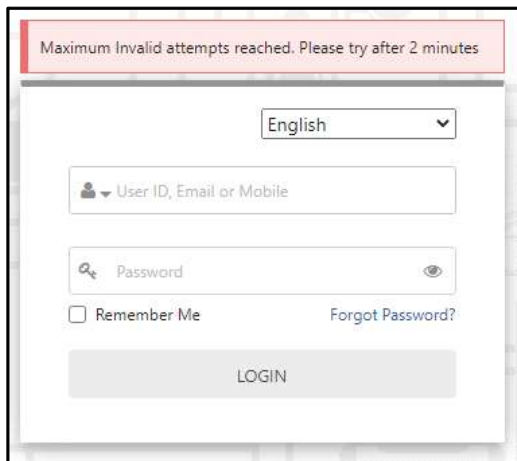 Maximum Invalid attempts reached. Please try after 2 minutes
English
User ID, Email or Mobile
Password
Remember Me Forgot Password?
LOGIN